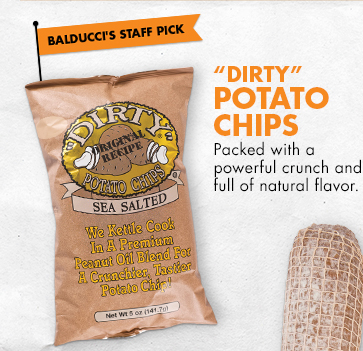 BALDUCCI'S STAFF PICK
"DIRTY"
POTATO
CHIPS
Packed with a
powerful crunch and
full of natural flavor.
"DIRTY"
ORIGINAL
RECIPE
POTATO CHIPS
SEA SALTED
We Kettle Cook
In A Premium
Peanut Oil Blend For
A Crunchier, Tastier
Potato Chip!
Net Wt 5 oz (141.7g)